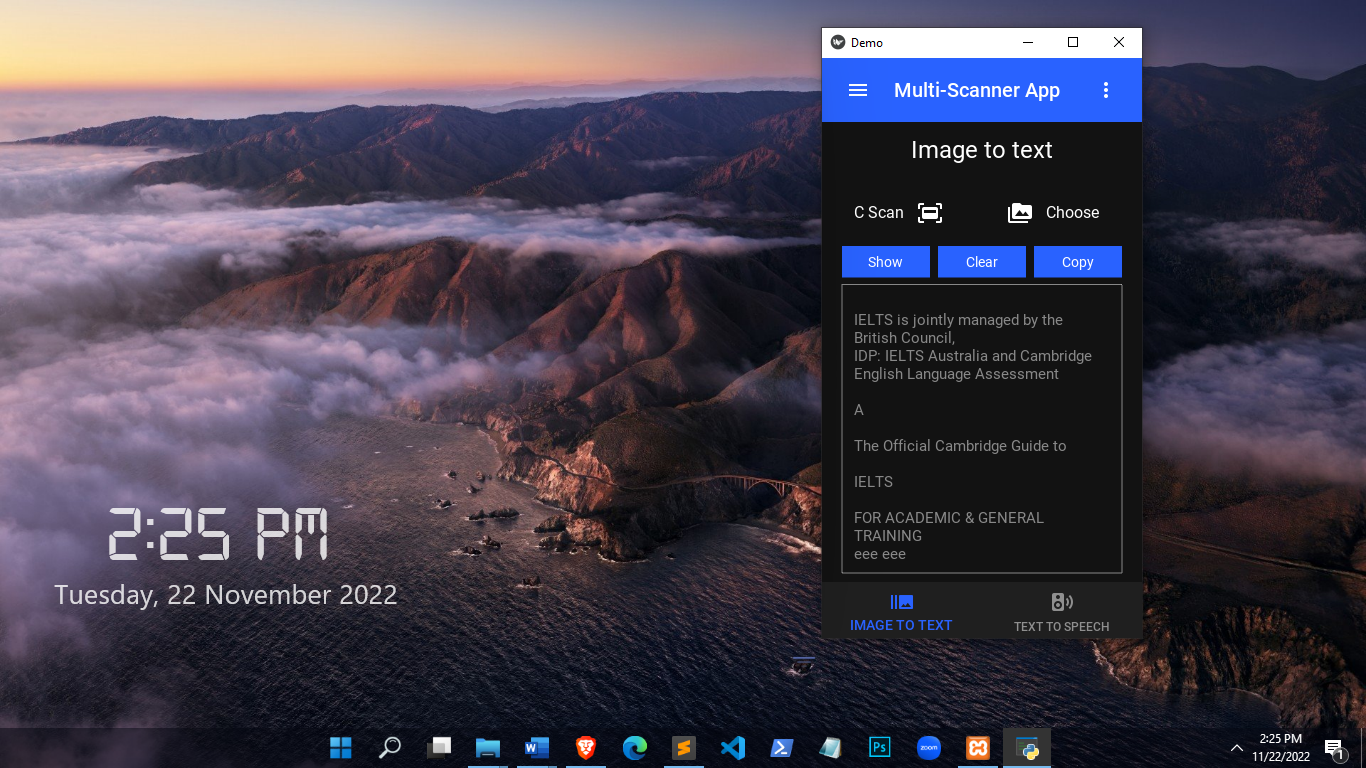 Demo
Multi-Scanner App
Image to text
C Scan
Choose
Show
Clear
Copy
IELTS is jointly managed by the
British Council,
IDP: IELTS Australia and Cambridge
English Language Assessment
A
The Official Cambridge Guide to
IELTS
FOR ACADEMIC & GENERAL
TRAINING
eee eee
IMAGE TO TEXT
TEXT TO SPEECH
2:25 PM
Tuesday, 22 November 2022
W
Ps
zoom
2:25 PM
11/22/2022
1